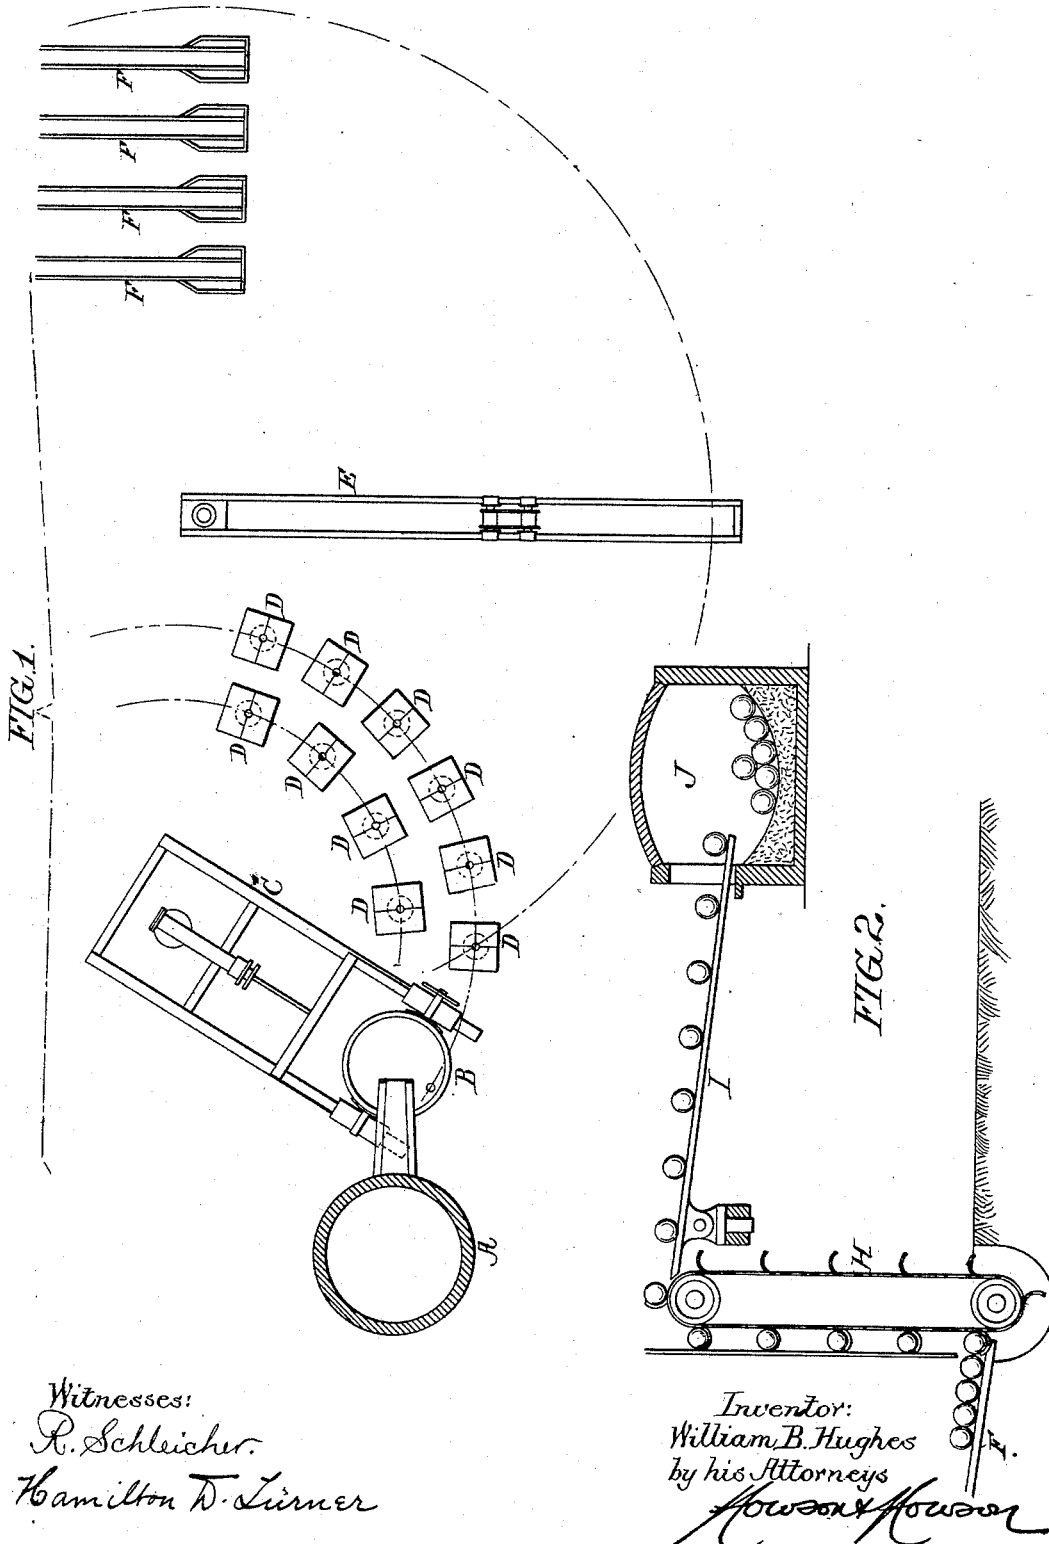 FIG.1.
F
F
F
F
E
D
D
D
D
D
D
D
D
D
D
C
B
A
J
I
FIG.2.
H
F.
Witnesses:
R. Schleicher.
Hamilton D. Turner
Inventor:
William B. Hughes
by his Attorneys
Howson & Howson